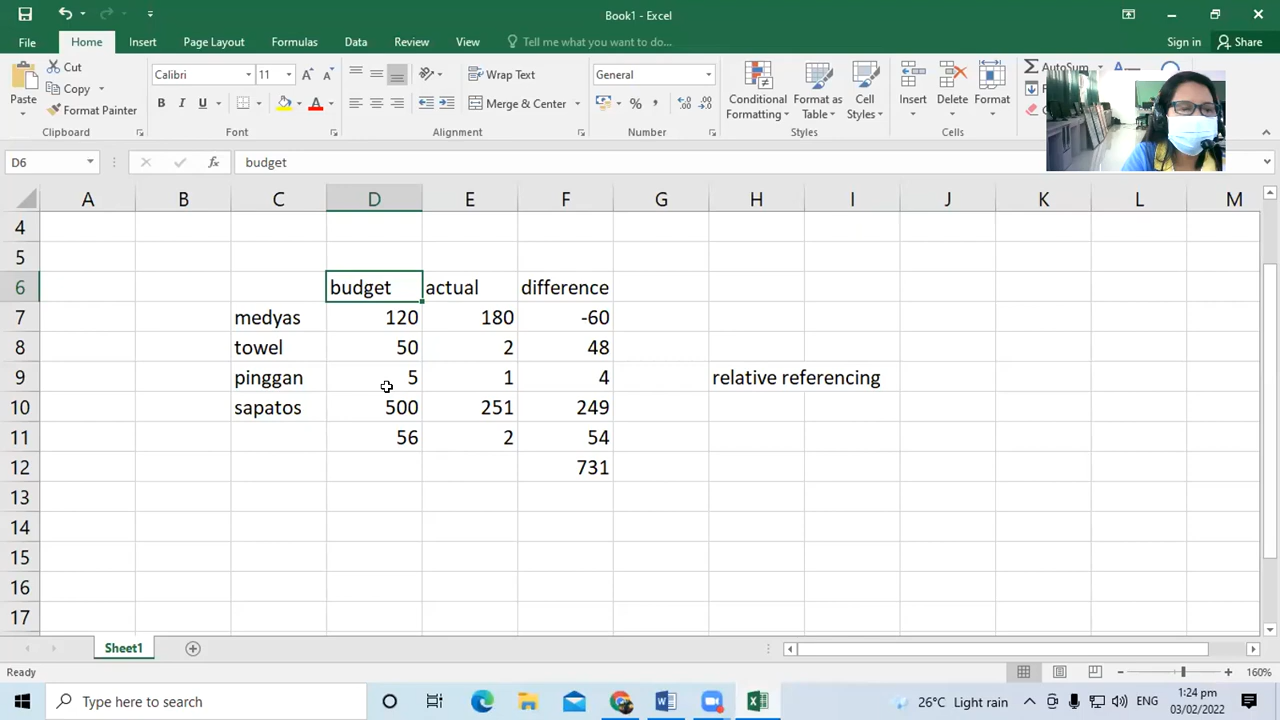 Book1 - Excel
File Home Insert Page Layout Formulas Data Review View Tell me what you want to do... Sign in Share
Paste Cut Copy Format Painter
Clipboard
Calibri 11
B I U A
Font
Wrap Text
Merge & Center
Alignment
General
% ,
Number
Conditional Formatting Format as Table Cell Styles
Styles
Insert Delete Format
Cells
AutoSum
D6 fx budget
A B C D E F G H I J K L M
4
5
6 budget actual difference
7 medyas 120 180 -60
8 towel 50 2 48
9 pinggan 5 1 4 relative referencing
10 sapatos 500 251 249
11 56 2 54
12 731
13
14
15
16
17
Sheet1
Ready 160%
Type here to search 26°C Light rain ENG 1:24 pm
03/02/2022